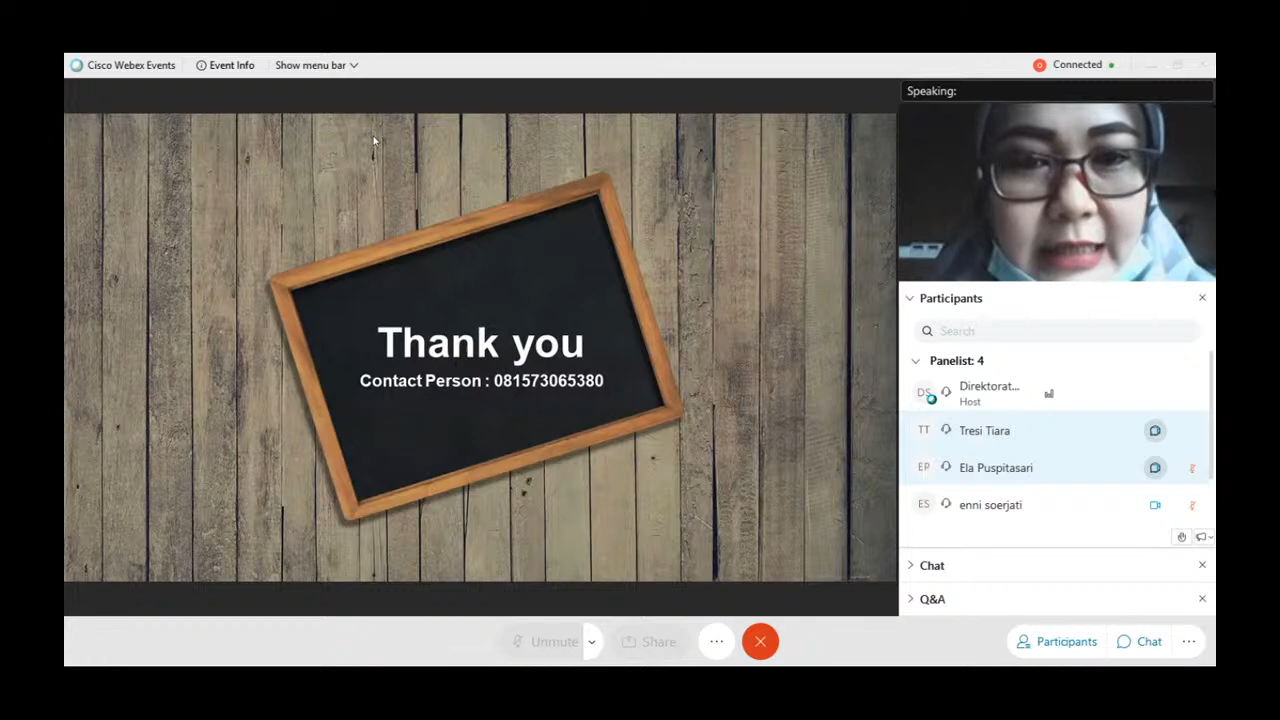 Cisco Webex Events
Event Info
Show menu bar
Connected
Speaking:
Thank you
Contact Person : 081573065380
Participants
Search
Panelist: 4
DS
Direktorat...
Host
TT
Tresi Tiara
EP
Ela Puspitasari
ES
enni soerjati
Chat
Q&A
Unmute
Share
Participants
Chat